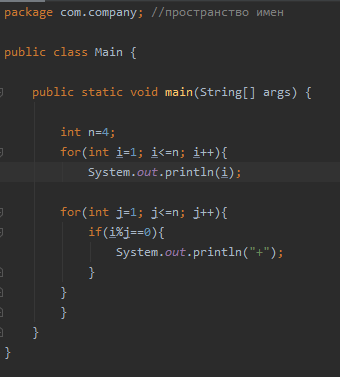 package com.company; //пространство имен
public class Main {
public static void main(String[] args) {
int n=4;
for(int i=1; i<=n; i++){
System.out.println(i);
for(int j=1; j<=n; j++){
if(i%j==0){
System.out.println("+");
}
}
}
}
}